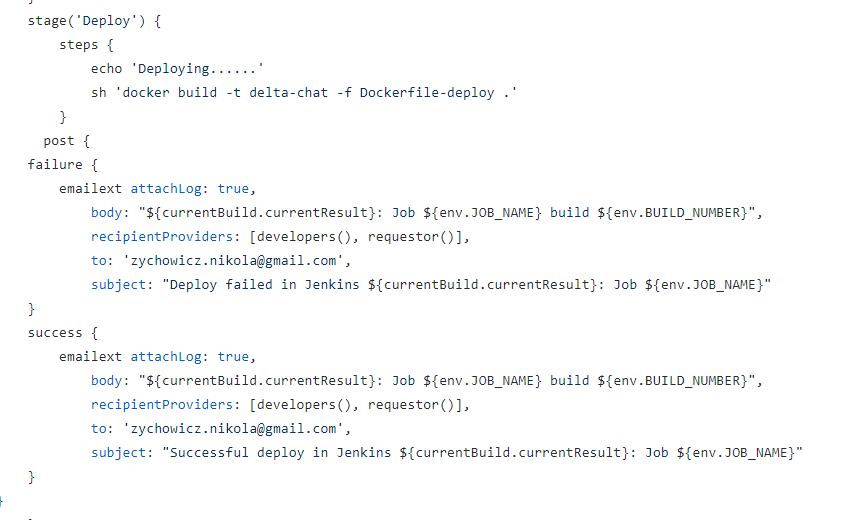 }
stage('Deploy') {
steps {
echo 'Deploying......'
sh 'docker build -t delta-chat -f Dockerfile-deploy .'
}
post {
failure {
emailext attachLog: true,
body: "${currentBuild.currentResult}: Job ${env.JOB_NAME} build ${env.BUILD_NUMBER}",
recipientProviders: [developers(), requestor()],
to: 'zychowicz.nikola@gmail.com',
subject: "Deploy failed in Jenkins ${currentBuild.currentResult}: Job ${env.JOB_NAME}"
}
success {
emailext attachLog: true,
body: "${currentBuild.currentResult}: Job ${env.JOB_NAME} build ${env.BUILD_NUMBER}",
recipientProviders: [developers(), requestor()],
to: 'zychowicz.nikola@gmail.com',
subject: "Successful deploy in Jenkins ${currentBuild.currentResult}: Job ${env.JOB_NAME}"
}
}